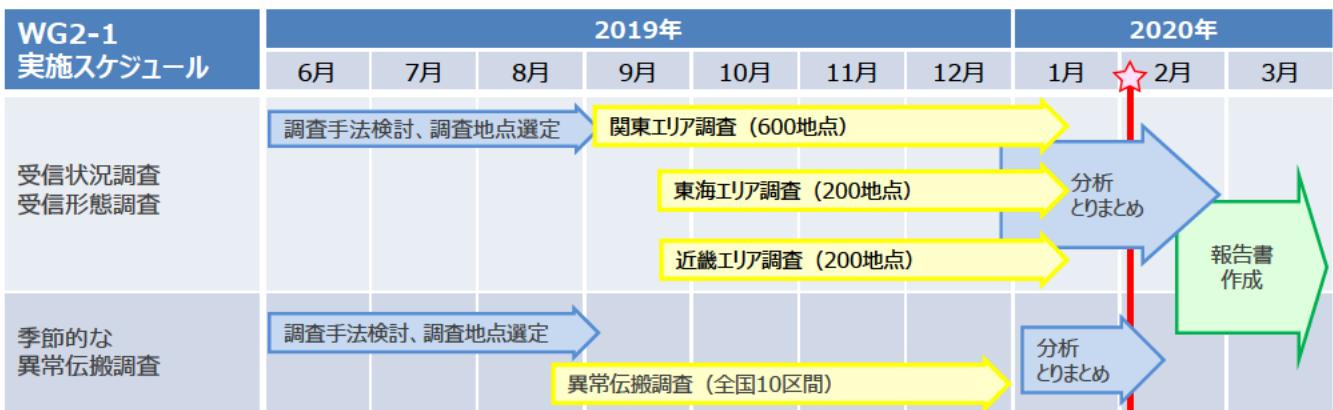 WG2-1
実施スケジュール
2019年
2020年
6月
7月
8月
9月
10月
11月
12月
1月
2月
3月
受信状況調査
受信形態調査
調査手法検討、調査地点選定
関東エリア調査（600地点）
東海エリア調査（200地点）
近畿エリア調査（200地点）
分析
とりまとめ
報告書
作成
季節的な
異常伝搬調査
調査手法検討、調査地点選定
異常伝搬調査（全国10区間）
分析
とりまとめ